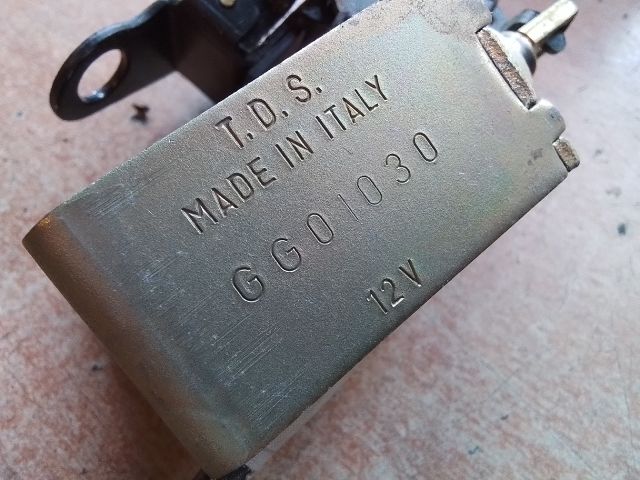 T.D.S.
MADE IN ITALY
GG01030
12V